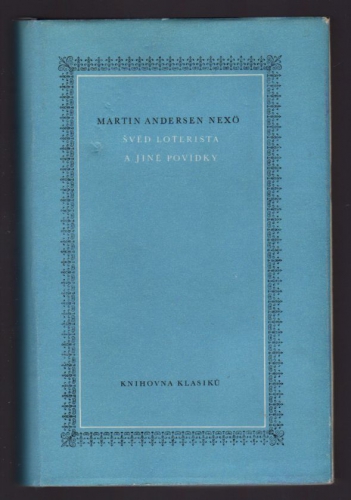 MARTIN ANDERSEN NEXÖ
ŠVÉD LOTERISTA
A JINÉ POVÍDKY
KNIHOVNA KLASIKŮ